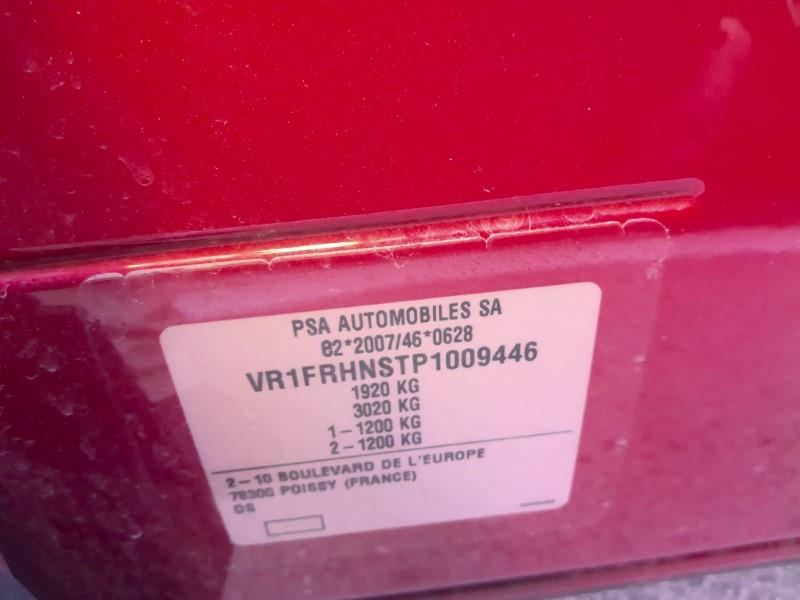 PSA AUTOMOBILES SA
82*2007/46*0628
VR1FRHNSTP1009446
1920 KG
3020 KG
1-1200 KG
2-1200 KG
2-10 BOULEVARD DE L'EUROPE
78300 POISSY (FRANCE)
DS